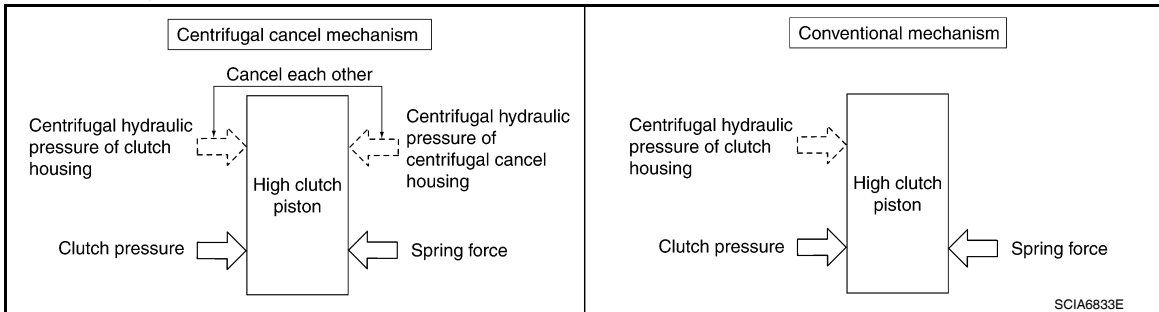 Centrifugal cancel mechanism
Cancel each other
Centrifugal hydraulic
pressure of clutch
housing
Centrifugal hydraulic
pressure of
centrifugal cancel
housing
High clutch
piston
Clutch pressure
Spring force
Conventional mechanism
Centrifugal hydraulic
pressure of clutch
housing
High clutch
piston
Clutch pressure
Spring force
SCIA6833E